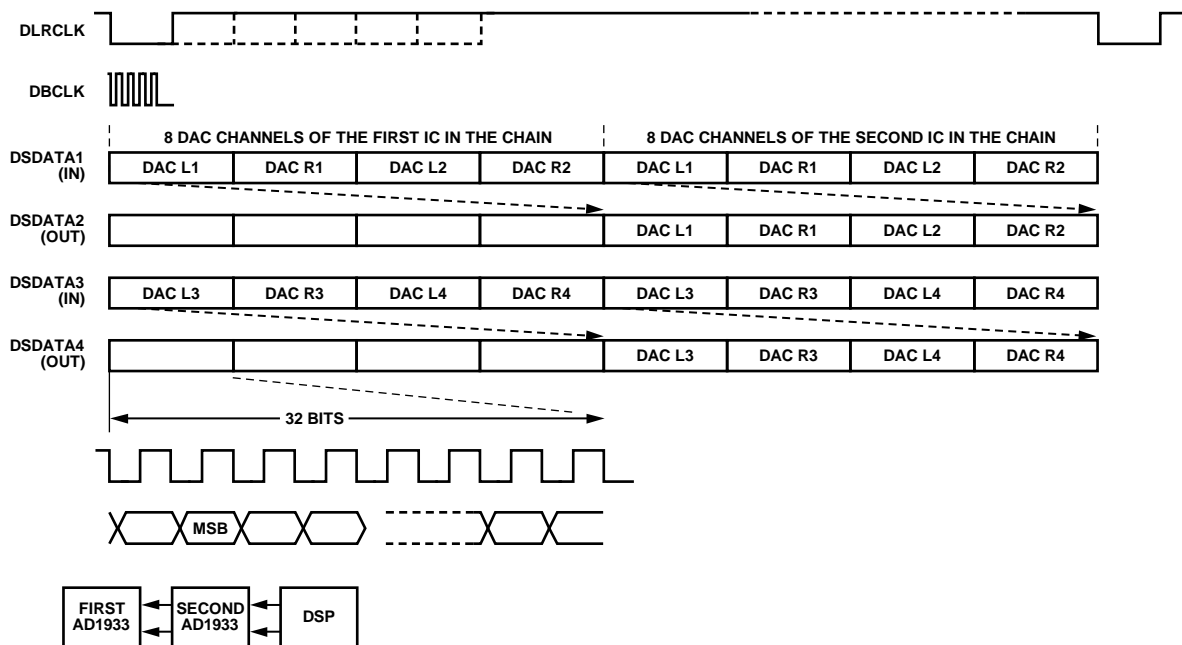 DLRCLK
DBCLK
8 DAC CHANNELS OF THE FIRST IC IN THE CHAIN
8 DAC CHANNELS OF THE SECOND IC IN THE CHAIN
DSDATA1
(IN)
DAC L1
DAC R1
DAC L2
DAC R2
DAC L1
DAC R1
DAC L2
DAC R2
DSDATA2
(OUT)
DAC L1
DAC R1
DAC L2
DAC R2
DSDATA3
(IN)
DAC L3
DAC R3
DAC L4
DAC R4
DAC L3
DAC R3
DAC L4
DAC R4
DSDATA4
(OUT)
DAC L3
DAC R3
DAC L4
DAC R4
32 BITS
MSB
FIRST
AD1933
SECOND
AD1933
DSP